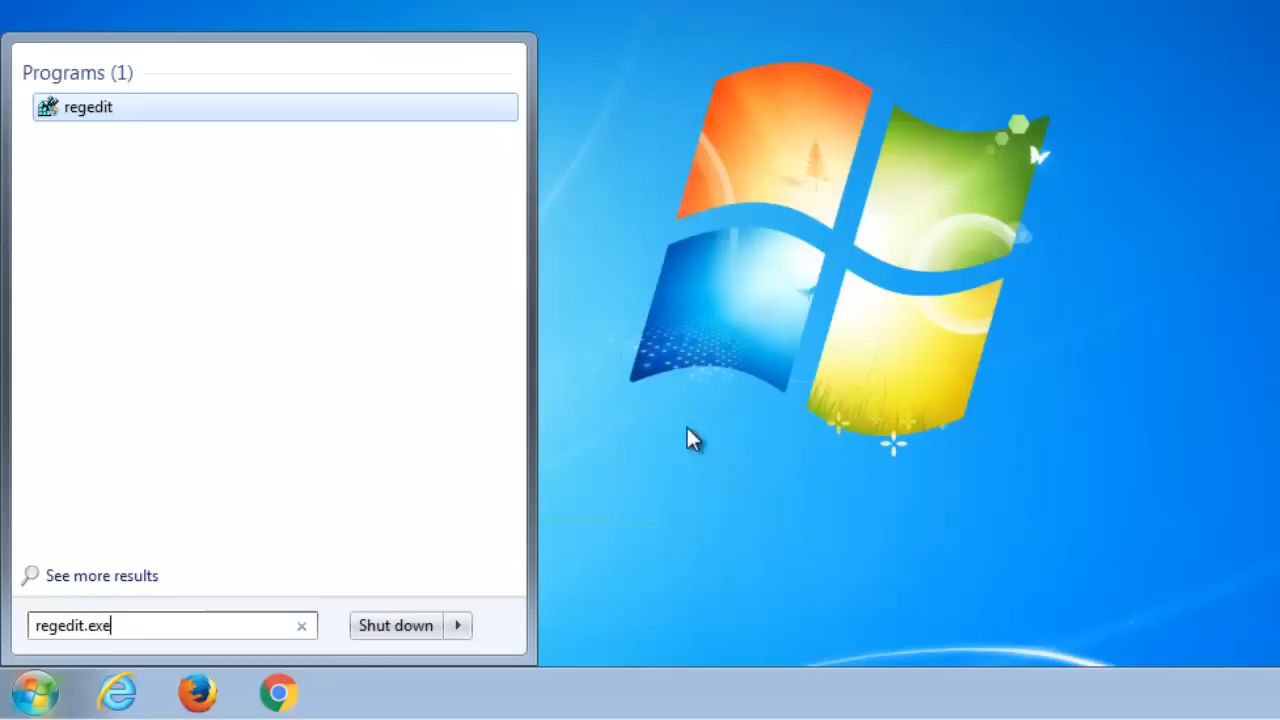 Programs (1)
regedit
See more results
regedit.exe
Shut down